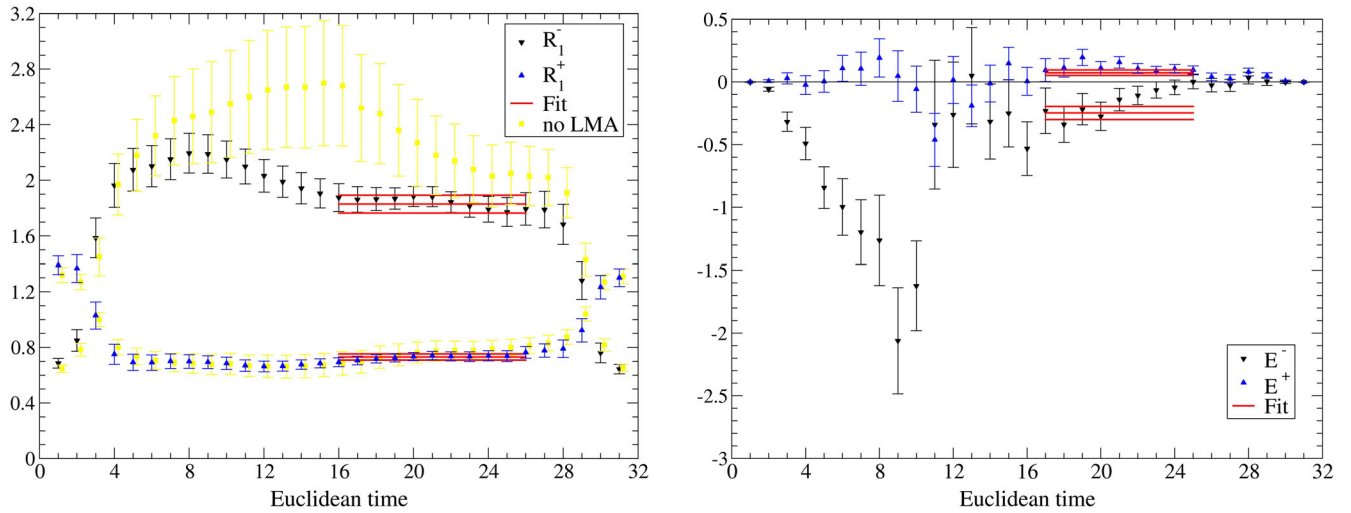 3.2
2.8
2.4
2
1.6
1.2
0.8
0.4
0
0 4 8 12 16 20 24 28 32
Euclidean time
R₁⁻
R₁⁺
Fit
no LMA
0.5
0
-0.5
-1
-1.5
-2
-2.5
-3
0 4 8 12 16 20 24 28 32
Euclidean time
E⁻
E⁺
Fit